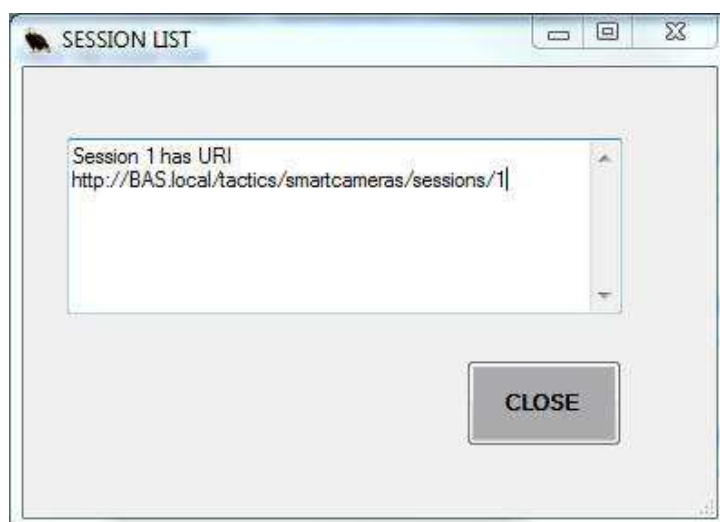 SESSION LIST
Session 1 has URI
http://BAS.local/tactics/smartcameras/sessions/1
CLOSE